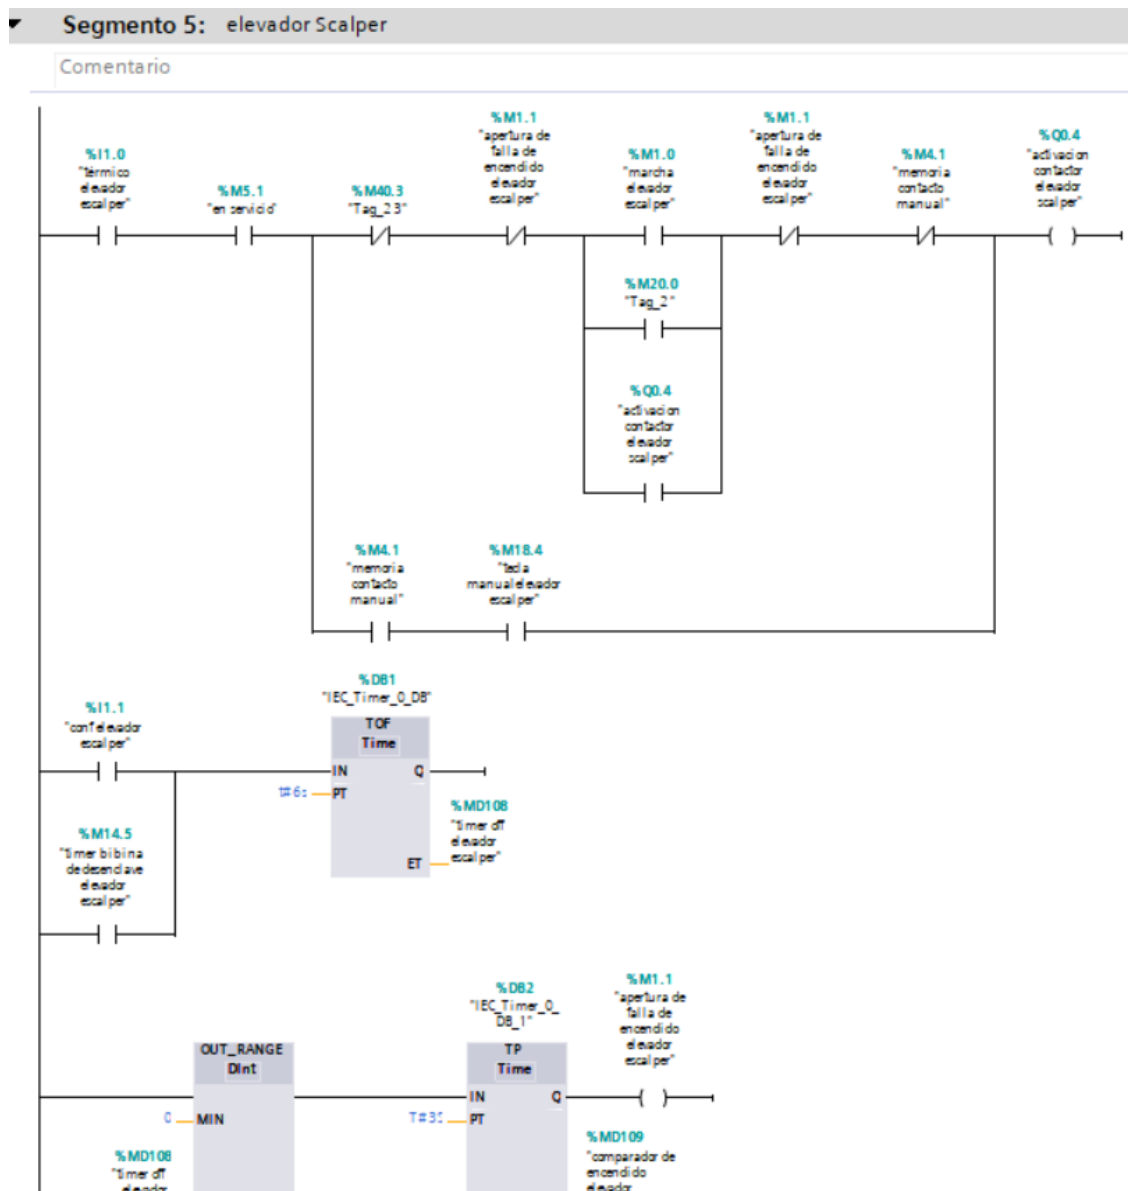 Segmento 5: elevador Scalper
Comentario
%I1.0
"térmico
elevador
escalper"
%M5.1
"en servicio"
%M40.3
"Tag_23"
%M1.1
"apertura de
falla de
encendido
elevador
escalper"
%M1.0
"marcha
elevador
escalper"
%M1.1
"apertura de
falla de
encendido
elevador
escalper"
%M4.1
"memoria
contacto
manual"
%Q0.4
"activacion
contactor
elevador
scalper"
%M20.0
"Tag_2"
%Q0.4
"activacion
contactor
elevador
scalper"
%M4.1
"memoria
contacto
manual"
%M18.4
"tecla
manual elevador
escalper"
%DB1
"IEC_Timer_0_DB"
%I1.1
"conf elevador
escalper"
TOF
Time
IN
Q
t#6s
PT
%MD108
"timer off
elevador
escalper"
ET
%M14.5
"timer bibina
de desenclave
elevador
escalper"
%DB2
"IEC_Timer_0_
DB_1"
%M1.1
"apertura de
falla de
encendido
elevador
escalper"
OUT_RANGE
DInt
TP
Time
IN
Q
0
MIN
T#3S
PT
%MD108
"timer off
elevador
%MD109
"comparador de
encendido
elevador